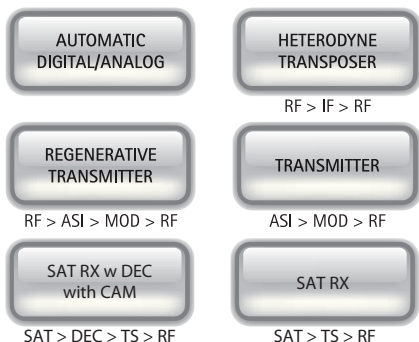 AUTOMATIC
DIGITAL/ANALOG
HETERODYNE
TRANSPOSER
RF > IF > RF
REGENERATIVE
TRANSMITTER
RF > ASI > MOD > RF
TRANSMITTER
ASI > MOD > RF
SAT RX w DEC
with CAM
SAT > DEC > TS > RF
SAT RX
SAT > TS > RF